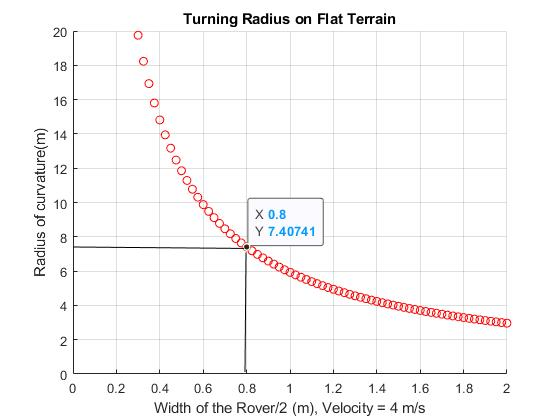 Turning Radius on Flat Terrain
20
18
16
14
12
10
8
6
4
2
0
Radius of curvature(m)
X 0.8
Y 7.40741
0 0.2 0.4 0.6 0.8 1 1.2 1.4 1.6 1.8 2
Width of the Rover/2 (m), Velocity = 4 m/s